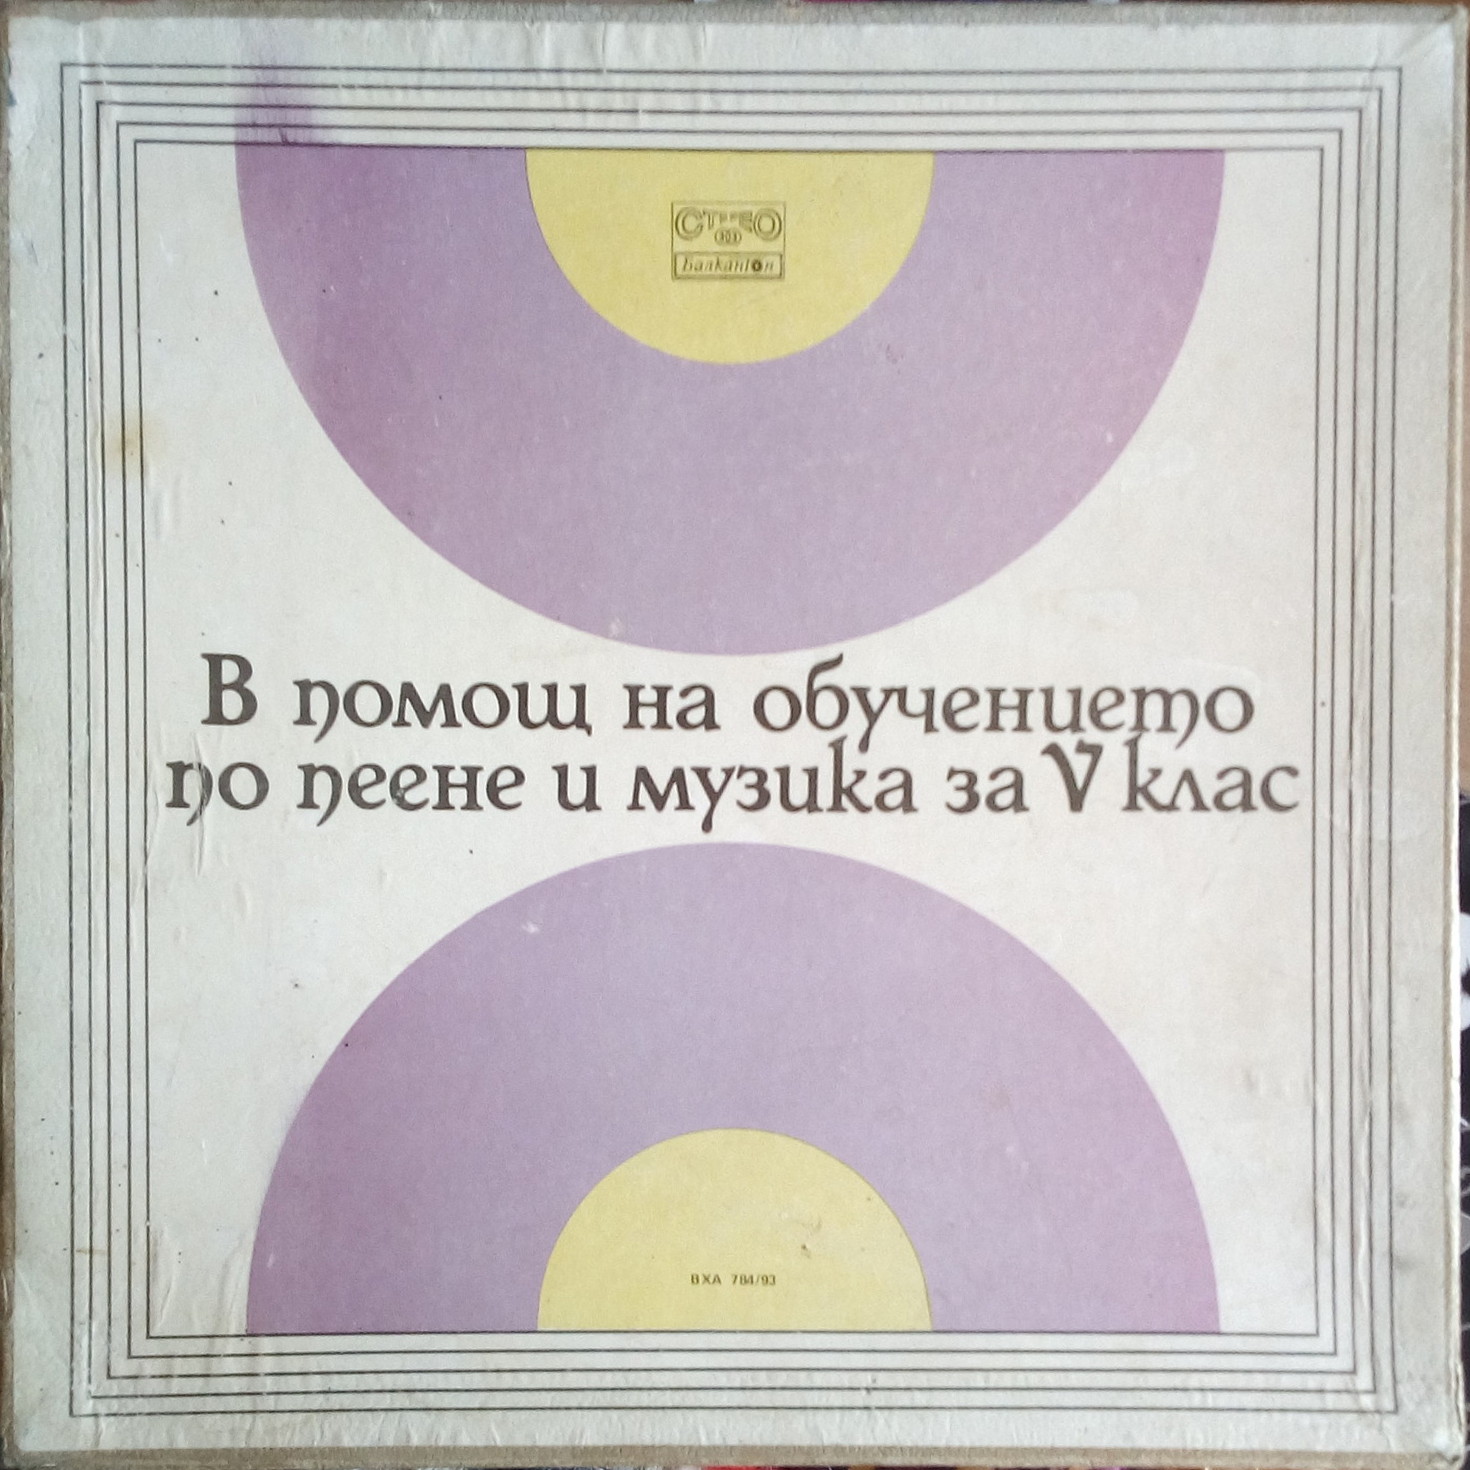 СТЕРЕО
Балкантон
В помощ на обучението
по пеене и музика за V клас
ВХА 784/93